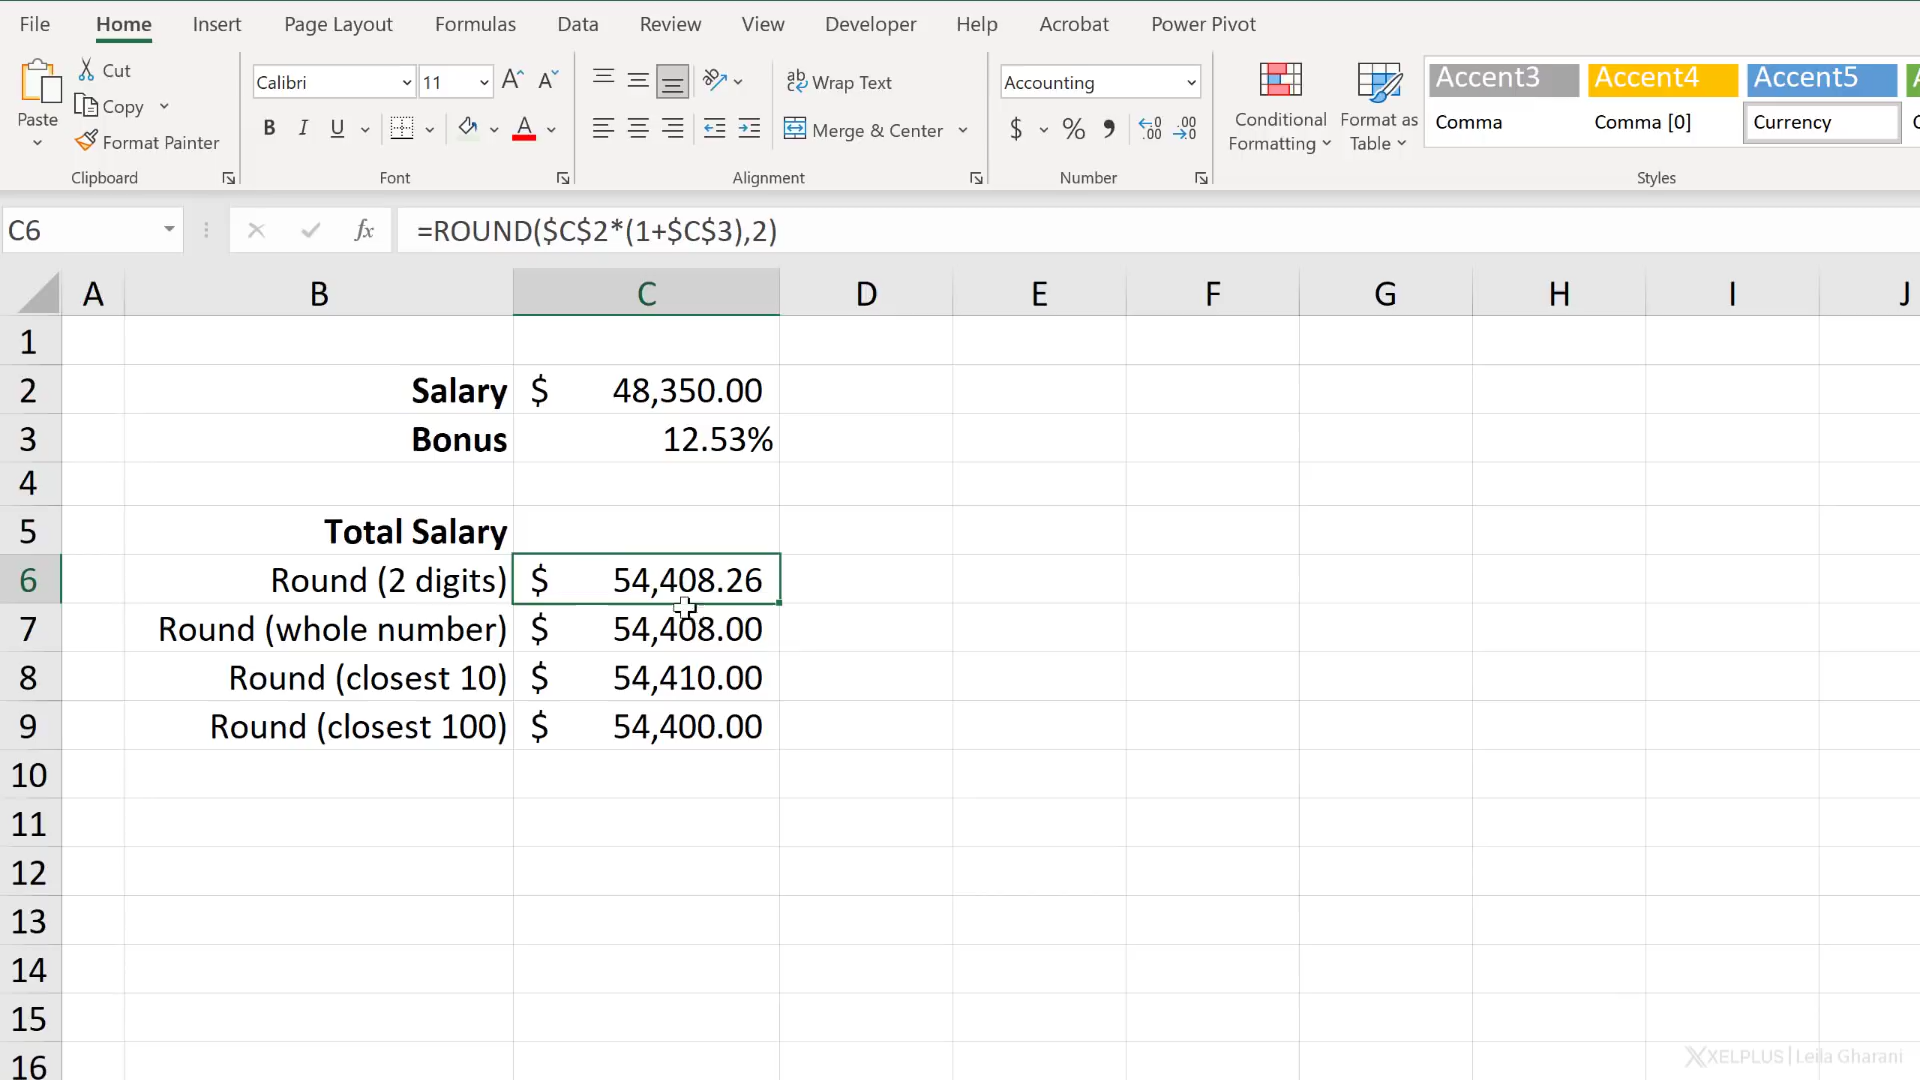 File Home Insert Page Layout Formulas Data Review View Developer Help Acrobat Power Pivot
Paste
Cut
Copy
Format Painter
Clipboard
Calibri 11
B I U
Font
Wrap Text
Merge & Center
Alignment
Accounting
$ % 9
Number
Conditional Formatting
Format as Table
Accent3 Accent4 Accent5
Comma Comma [0] Currency
Styles
C6 fx =ROUND($C$2*(1+$C$3),2)
A B C D E F G H I J
1
2 Salary $ 48,350.00
3 Bonus 12.53%
4
5 Total Salary
6 Round (2 digits) $ 54,408.26
7 Round (whole number) $ 54,408.00
8 Round (closest 10) $ 54,410.00
9 Round (closest 100) $ 54,400.00
10
11
12
13
14
15
16
XELPLUS | Leila Gharani